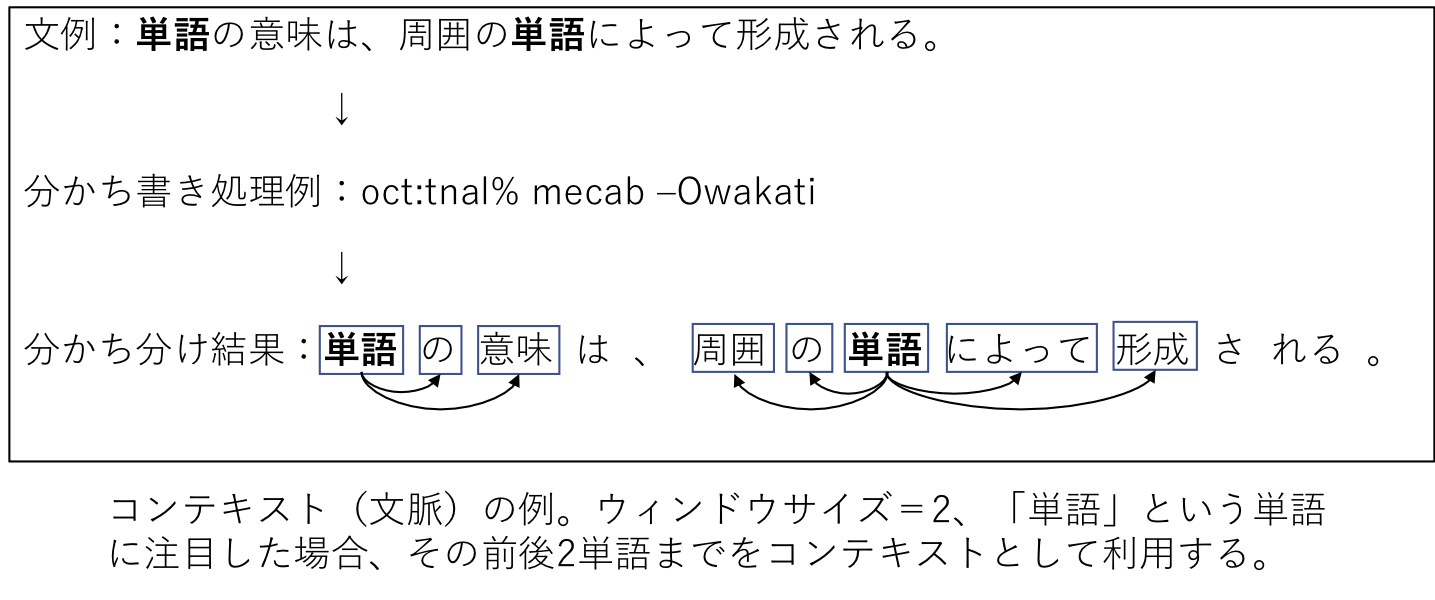 文例：単語の意味は、周囲の単語によって形成される。
↓
分かち書き処理例：oct:tnal% mecab –Owakati
↓
分かち分け結果：単語 の 意味 は 、 周囲 の 単語 によって 形成 さ れる 。
コンテキスト（文脈）の例。ウィンドウサイズ＝2、「単語」という単語
に注目した場合、その前後2単語までをコンテキストとして利用する。